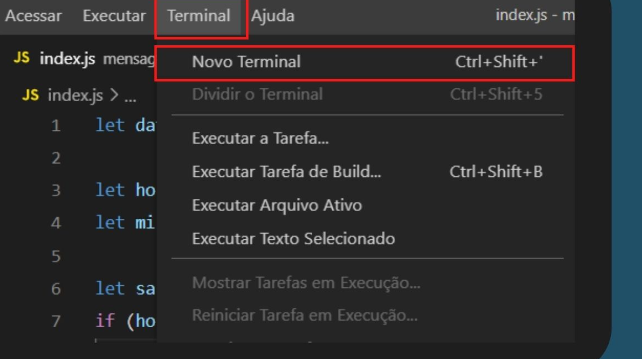 Acessar Executar Terminal Ajuda index.js - m
JS index.js mensag
Novo Terminal Ctrl+Shift+'
JS index.js > ...
Dividir o Terminal Ctrl+Shift+5
1 let da
2
Executar a Tarefa...
3 let ho
Executar Tarefa de Build... Ctrl+Shift+B
4 let mi
Executar Arquivo Ativo
5
Executar Texto Selecionado
6 let sa
Mostrar Tarefas em Execução...
7 if (ho
Reiniciar Tarefa em Execução...